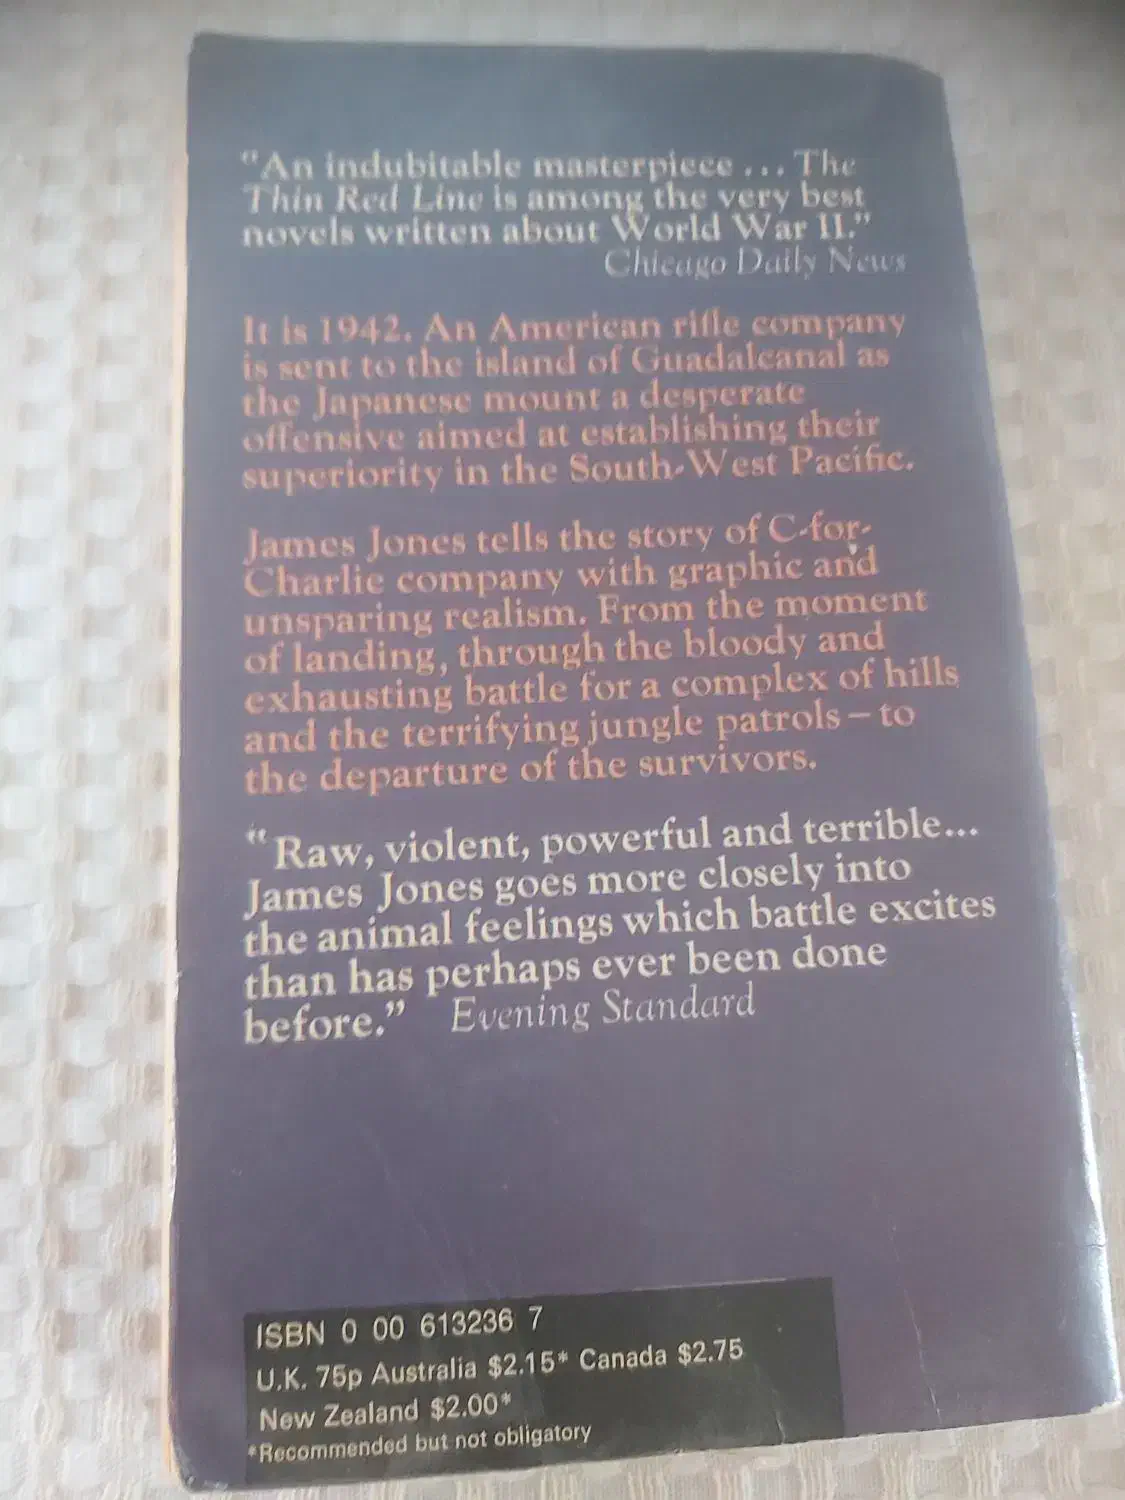 "An indubitable masterpiece... The
Thin Red Line is among the very best
novels written about World War II."
Chicago Daily News
It is 1942. An American rifle company
is sent to the island of Guadalcanal as
the Japanese mount a desperate
offensive aimed at establishing their
superiority in the South-West Pacific.
James Jones tells the story of C-for-
Charlie company with graphic and
unsparing realism. From the moment
of landing, through the bloody and
exhausting battle for a complex of hills
and the terrifying jungle patrols – to
the departure of the survivors.
"Raw, violent, powerful and terrible...
James Jones goes more closely into
the animal feelings which battle excites
than has perhaps ever been done
before." Evening Standard
ISBN 0 00 613236 7
U.K. 75p Australia $2.15* Canada $2.75
New Zealand $2.00*
*Recommended but not obligatory